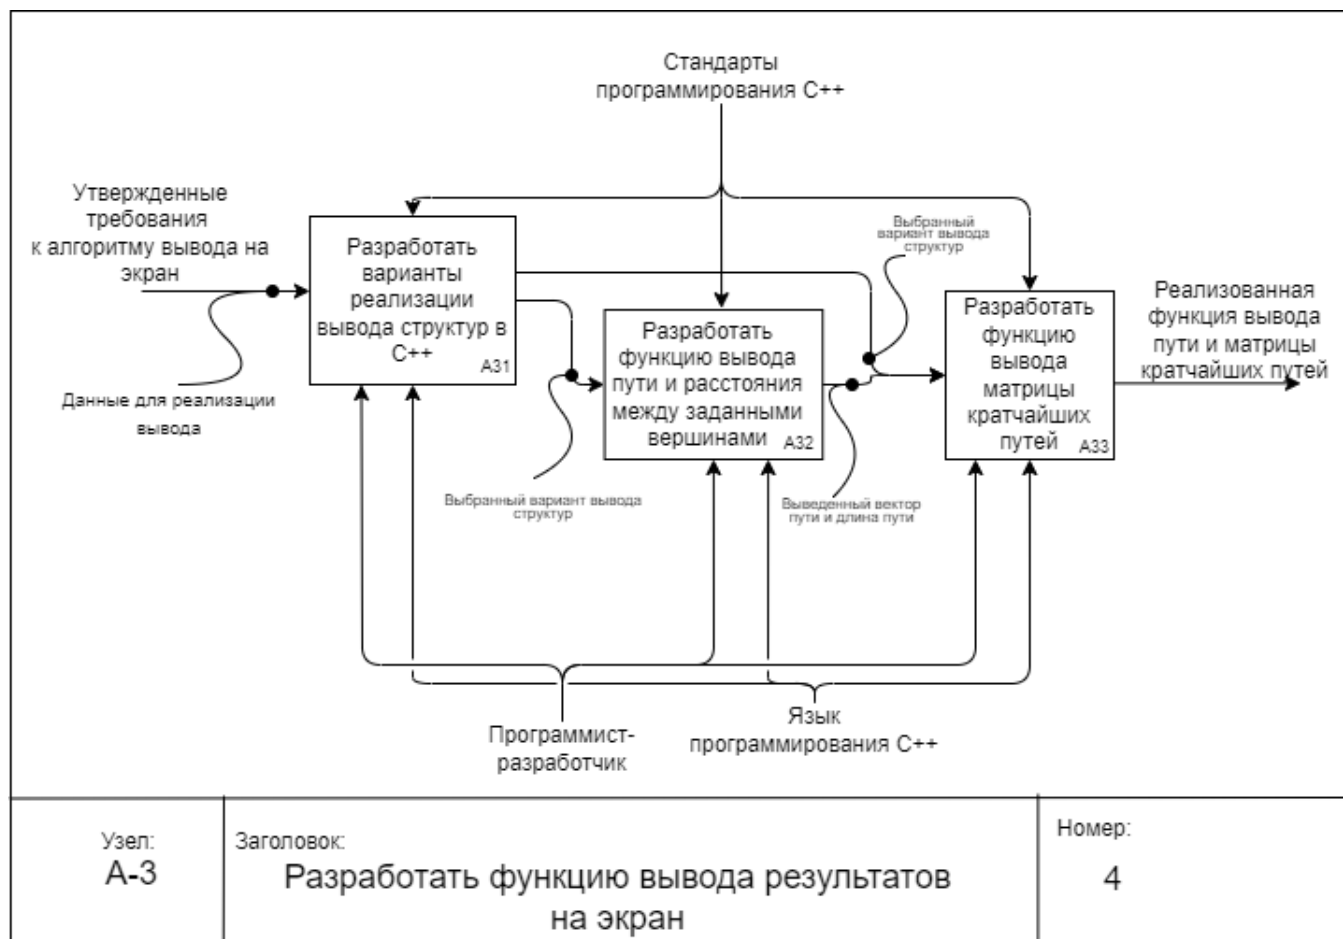 Стандарты
программирования C++
Утвержденные
требования
к алгоритму вывода на
экран
Данные для реализации
вывода
Разработать
варианты
реализации
вывода структур в
C++
A31
Выбранный вариант вывода
структур
Разработать
функцию вывода
пути и расстояния
между заданными
вершинами
A32
Выбранный
вариант вывода
структур
Выведенный вектор
пути и длина пути
Разработать
функцию
вывода
матрицы
кратчайших
путей
A33
Реализованная
функция вывода
пути и матрицы
кратчайших путей
Программист-
разработчик
Язык
программирования C++
Узел:
A-3
Заголовок:
Разработать функцию вывода результатов
на экран
Номер:
4